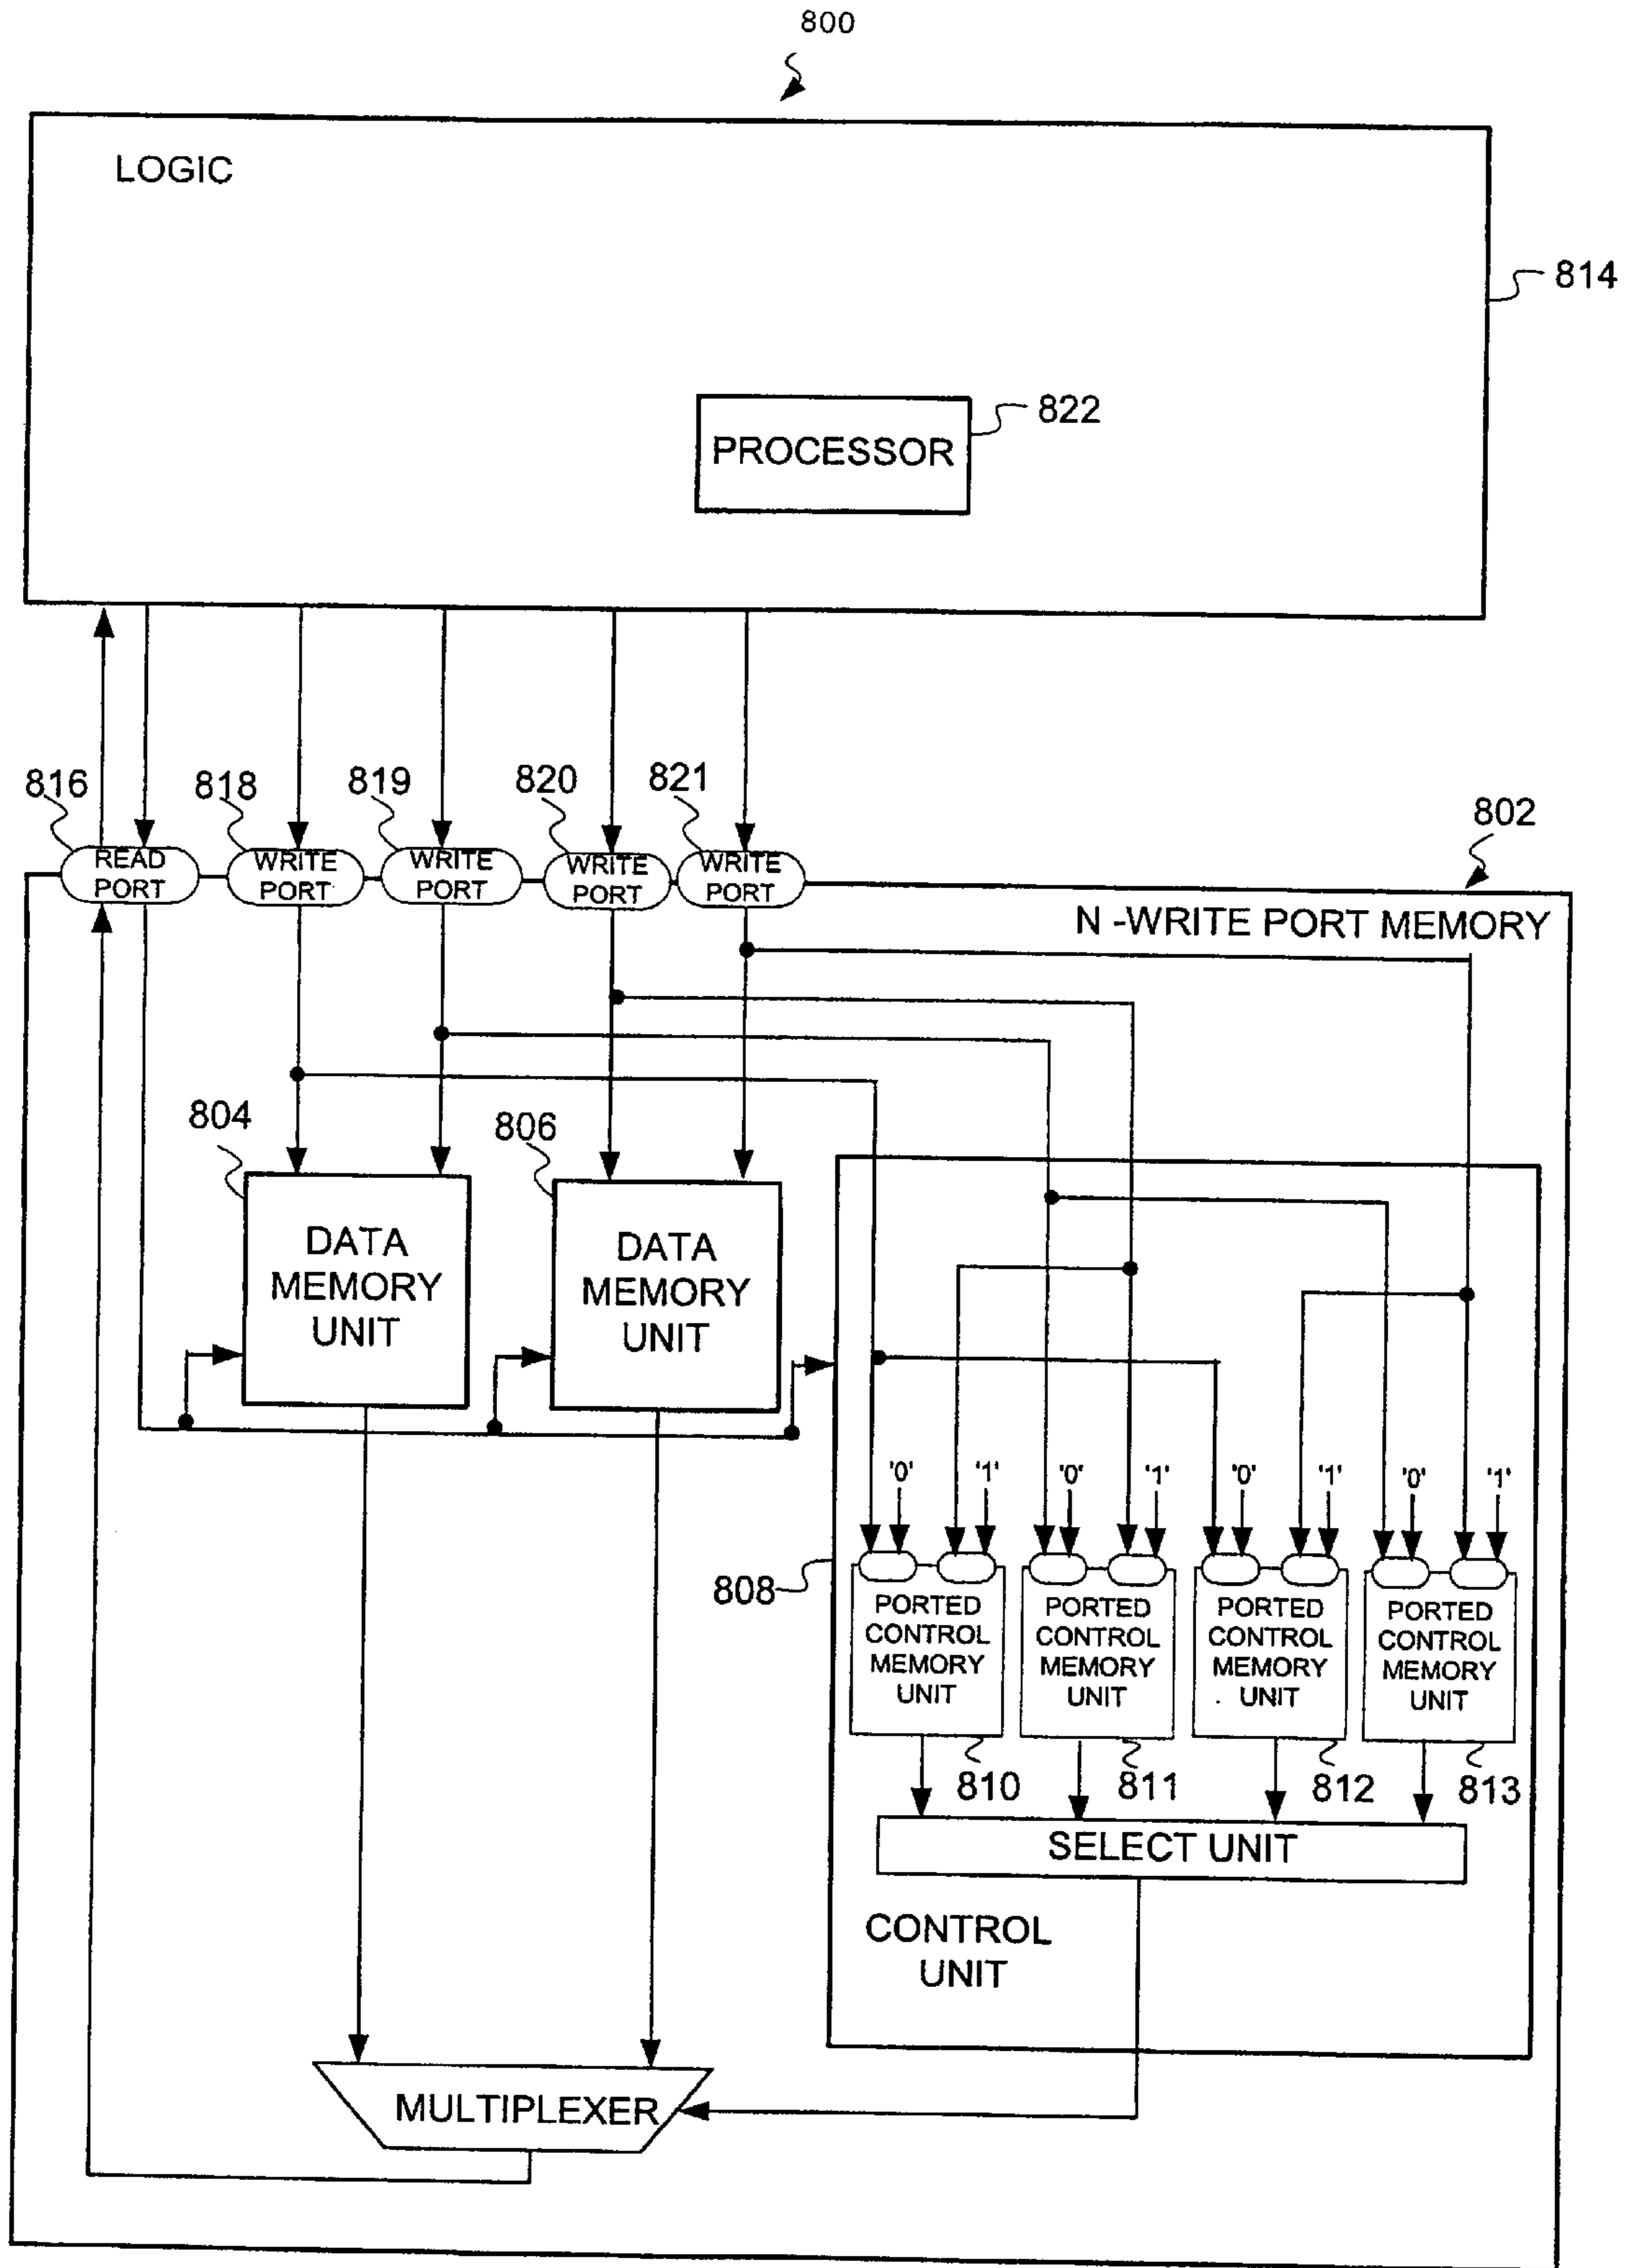 800
LOGIC
814
822
PROCESSOR
816
818
819
820
821
802
READ
PORT
WRITE
PORT
WRITE
PORT
WRITE
PORT
WRITE
PORT
N -WRITE PORT MEMORY
804
806
DATA
MEMORY
UNIT
DATA
MEMORY
UNIT
'0'
'1'
'0'
'1'
'0'
'1'
'0'
'1'
808
PORTED
CONTROL
MEMORY
UNIT
PORTED
CONTROL
MEMORY
UNIT
PORTED
CONTROL
MEMORY
UNIT
PORTED
CONTROL
MEMORY
UNIT
810
811
812
813
SELECT UNIT
CONTROL
UNIT
MULTIPLEXER